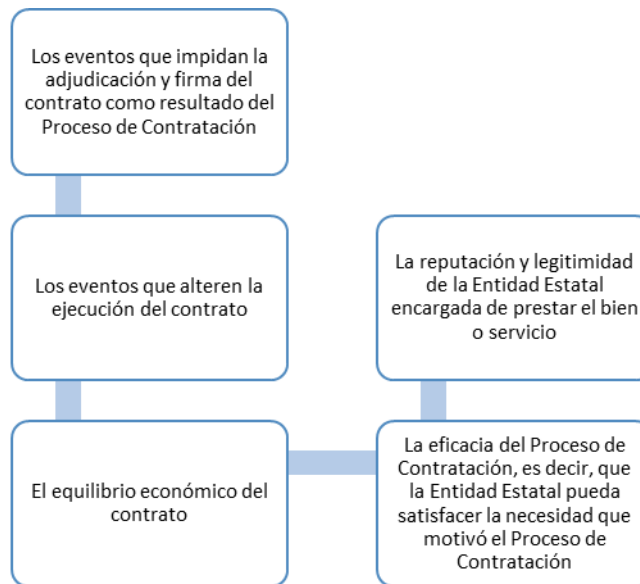 Los eventos que impidan la
adjudicación y firma del
contrato como resultado del
Proceso de Contratación
Los eventos que alteren la
ejecución del contrato
El equilibrio económico del
contrato
La eficacia del Proceso de
Contratación, es decir, que
la Entidad Estatal pueda
satisfacer la necesidad que
motivó el Proceso de
Contratación
La reputación y legitimidad
de la Entidad Estatal
encargada de prestar el bien
o servicio